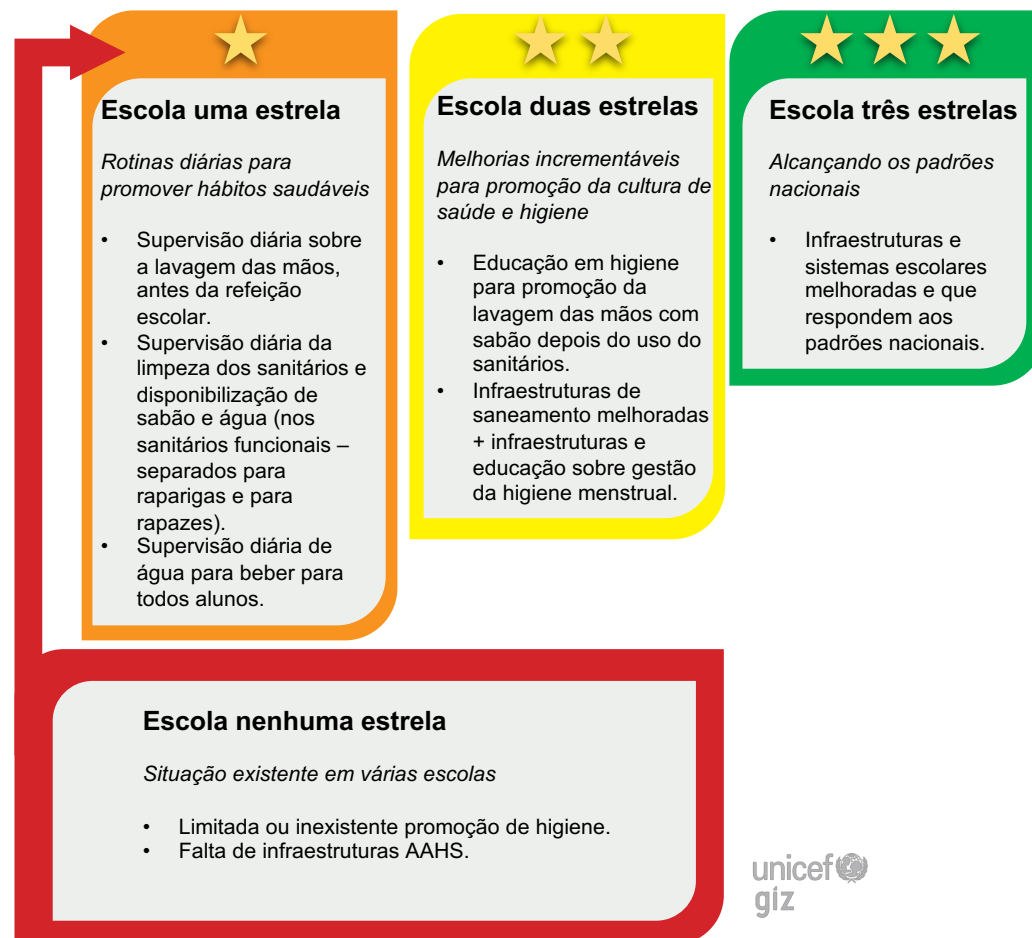 Escola uma estrela
Rotinas diárias para
promover hábitos saudáveis
• Supervisão diária sobre
a lavagem das mãos,
antes da refeição
escolar.
• Supervisão diária da
limpeza dos sanitários e
disponibilização de
sabão e água (nos
sanitários funcionais –
separados para
raparigas e para
rapazes).
• Supervisão diária de
água para beber para
todos alunos.
Escola duas estrelas
Melhorias incrementáveis
para promoção da cultura de
saúde e higiene
• Educação em higiene
para promoção da
lavagem das mãos com
sabão depois do uso do
sanitários.
• Infraestruturas de
saneamento melhoradas
+ infraestruturas e
educação sobre gestão
da higiene menstrual.
Escola três estrelas
Alcançando os padrões
nacionais
• Infraestruturas e
sistemas escolares
melhoradas e que
respondem aos
padrões nacionais.
Escola nenhuma estrela
Situação existente em várias escolas
• Limitada ou inexistente promoção de higiene.
• Falta de infraestruturas AAHS.
unicef
giz